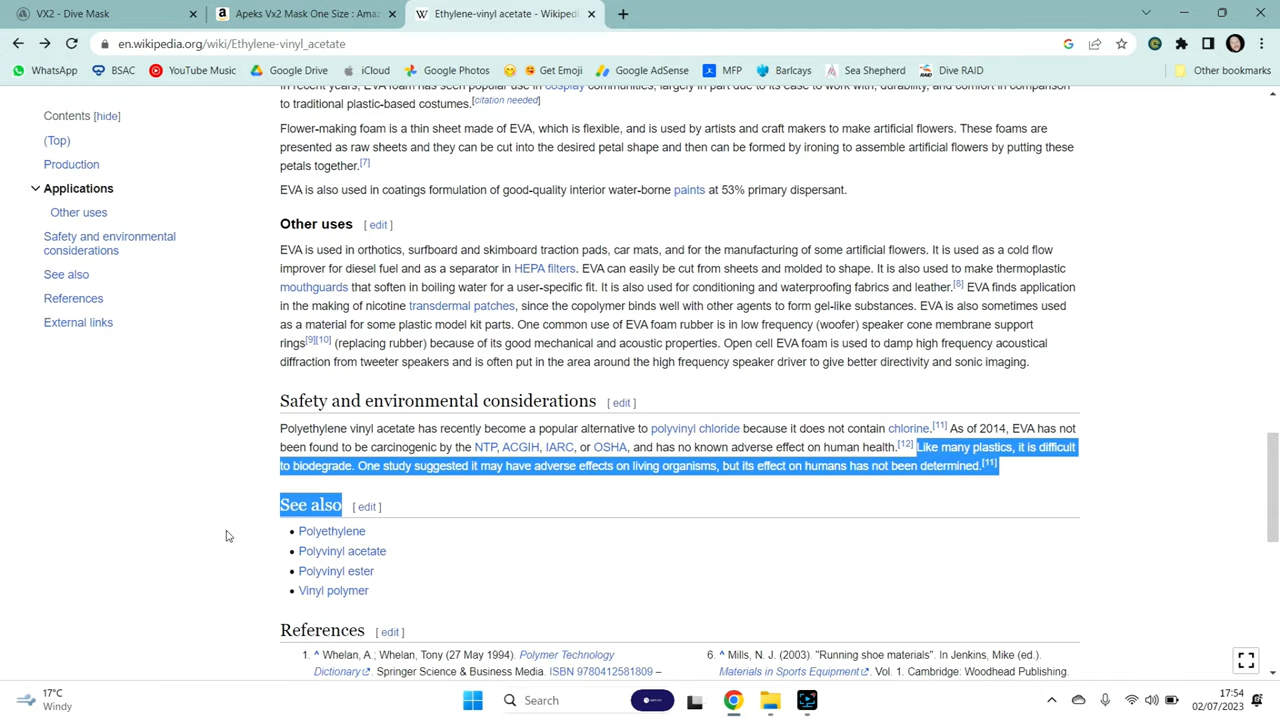 VX2 - Dive Mask
Apeks Vx2 Mask One Size : Amaz
Ethylene-vinyl acetate - Wikipedi
en.wikipedia.org/wiki/Ethylene-vinyl_acetate
WhatsApp
BSAC
YouTube Music
Google Drive
iCloud
Google Photos
Get Emoji
Google AdSense
MFP
Barlcays
Sea Shepherd
Dive RAID
Other bookmarks
Contents [hide]
(Top)
Production
Applications
Other uses
Safety and environmental
considerations
See also
References
External links
In recent years, EVA foam has seen popular use in cosplay communities, largely in part due to its ease to work with, durability, and comfort in comparison
to traditional plastic-based costumes.[citation needed]
Flower-making foam is a thin sheet made of EVA, which is flexible, and is used by artists and craft makers to make artificial flowers. These foams are
presented as raw sheets and they can be cut into the desired petal shape and then can be formed by ironing to assemble artificial flowers by putting these
petals together.[7]
EVA is also used in coatings formulation of good-quality interior water-borne paints at 53% primary dispersant.
Other uses [ edit ]
EVA is used in orthotics, surfboard and skimboard traction pads, car mats, and for the manufacturing of some artificial flowers. It is used as a cold flow
improver for diesel fuel and as a separator in HEPA filters. EVA can easily be cut from sheets and molded to shape. It is also used to make thermoplastic
mouthguards that soften in boiling water for a user-specific fit. It is also used for conditioning and waterproofing fabrics and leather.[8] EVA finds application
in the making of nicotine transdermal patches, since the copolymer binds well with other agents to form gel-like substances. EVA is also sometimes used
as a material for some plastic model kit parts. One common use of EVA foam rubber is in low frequency (woofer) speaker cone membrane support
rings[9][10] (replacing rubber) because of its good mechanical and acoustic properties. Open cell EVA foam is used to damp high frequency acoustical
diffraction from tweeter speakers and is often put in the area around the high frequency speaker driver to give better directivity and sonic imaging.
Safety and environmental considerations [ edit ]
Polyethylene vinyl acetate has recently become a popular alternative to polyvinyl chloride because it does not contain chlorine.[11] As of 2014, EVA has not
been found to be carcinogenic by the NTP, ACGIH, IARC, or OSHA, and has no known adverse effect on human health.[12] Like many plastics, it is difficult
to biodegrade. One study suggested it may have adverse effects on living organisms, but its effect on humans has not been determined.[11]
See also [ edit ]
Polyethylene
Polyvinyl acetate
Polyvinyl ester
Vinyl polymer
References [ edit ]
1. ^ Whelan, A.; Whelan, Tony (27 May 1994). Polymer Technology
Dictionary. Springer Science & Business Media. ISBN 9780412581809 –
6. ^ Mills, N. J. (2003). "Running shoe materials". In Jenkins, Mike (ed.).
Materials in Sports Equipment. Vol. 1. Cambridge: Woodhead Publishing.
17°C
Windy
Search
17:54
02/07/2023